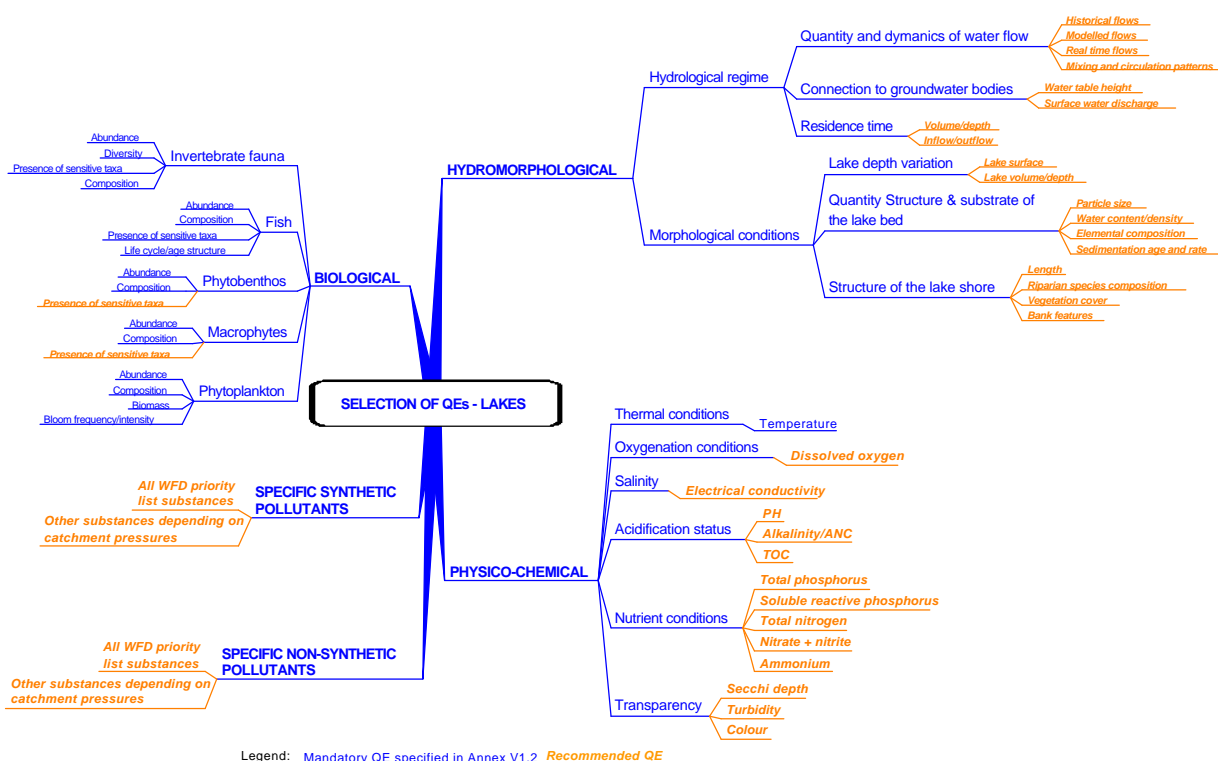 Historical flows
Modelled flows
Quantity and dymanics of water flow
Real time flows
Mixing and circulation patterns
Hydrological regime
Connection to groundwater bodies
Water table height
Surface water discharge
Residence time
Volume/depth
Inflow/outflow
HYDROMORPHOLOGICAL
Lake depth variation
Lake surface
Lake volume/depth
Quantity Structure & substrate of
the lake bed
Particle size
Water content/density
Elemental composition
Sedimentation age and rate
Morphological conditions
Structure of the lake shore
Length
Riparian species composition
Vegetation cover
Bank features
Abundance
Diversity
Invertebrate fauna
Presence of sensitive taxa
Composition
Abundance
Composition
Fish
Presence of sensitive taxa
Life cycle/age structure
BIOLOGICAL
Abundance
Phytobenthos
Composition
Presence of sensitive taxa
Abundance
Macrophytes
Composition
Presence of sensitive taxa
Abundance
Composition
Phytoplankton
Biomass
Bloom frequency/intensity
SELECTION OF QEs - LAKES
Thermal conditions
Temperature
Oxygenation conditions
Dissolved oxygen
Salinity
Electrical conductivity
Acidification status
PH
Alkalinity/ANC
TOC
PHYSICO-CHEMICAL
Nutrient conditions
Total phosphorus
Soluble reactive phosphorus
Total nitrogen
Nitrate + nitrite
Ammonium
Transparency
Secchi depth
Turbidity
Colour
All WFD priority
list substances
SPECIFIC SYNTHETIC
POLLUTANTS
Other substances depending on
catchment pressures
All WFD priority
list substances
SPECIFIC NON-SYNTHETIC
POLLUTANTS
Other substances depending on
catchment pressures
Legend: Mandatory QE specified in Annex V1.2 Recommended QE